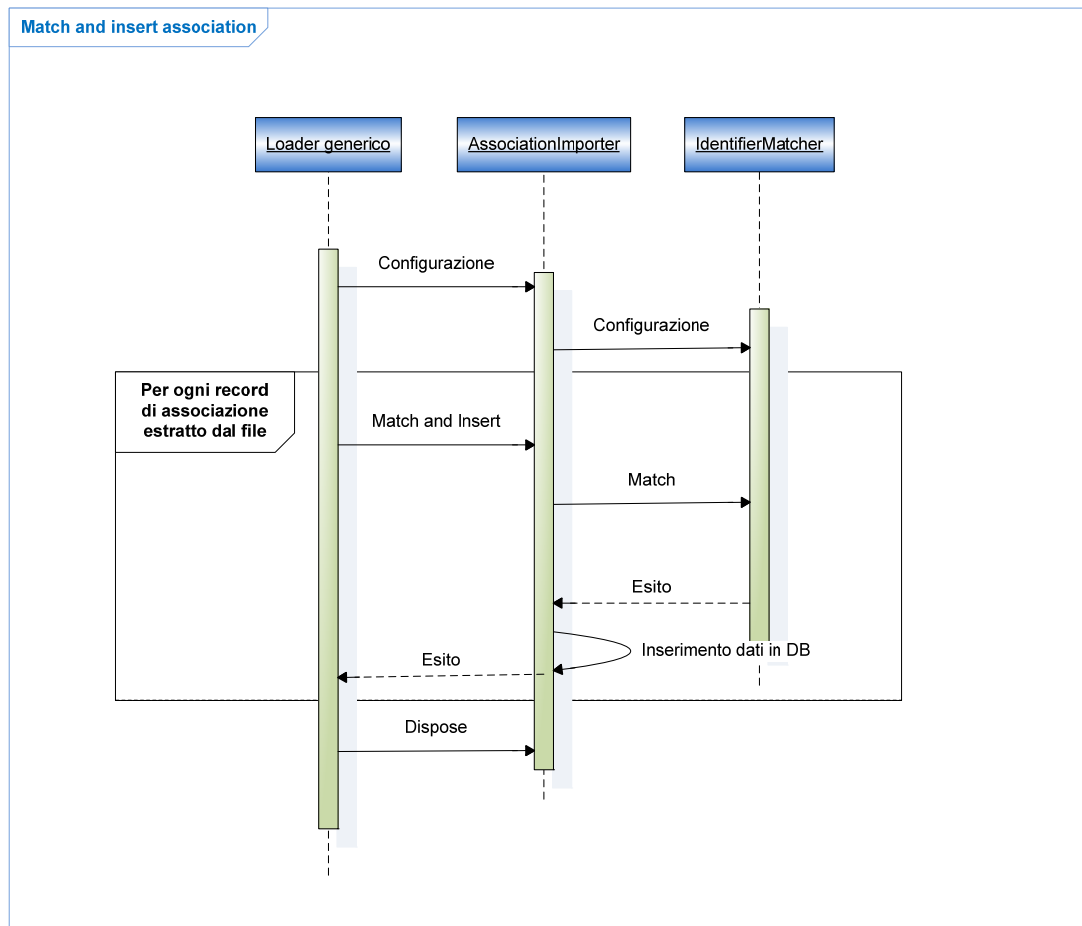 Match and insert association
Loader generico
AssociationImporter
IdentifierMatcher
Configurazione
Configurazione
Per ogni record
di associazione
estratto dal file
Match and Insert
Match
Esito
Inserimento dati in DB
Esito
Dispose